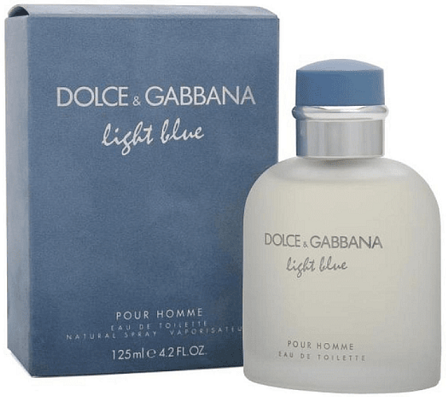 DOLCE & GABBANA
light blue
POUR HOMME
EAU DE TOILETTE
NATURAL SPRAY VAPORISATEUR
125ml ℮ 4.2 FL.OZ.
DOLCE & GABBANA
light blue
POUR HOMME
EAU DE TOILETTE